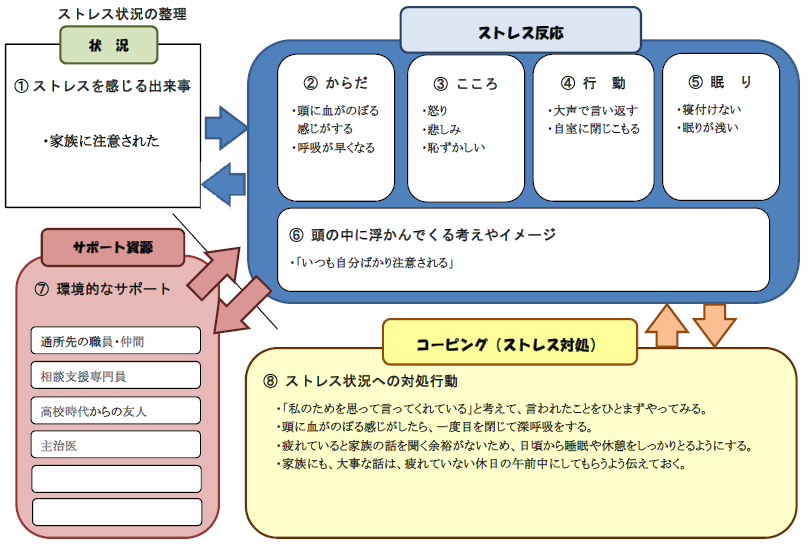 ストレス状況の整理
状 況
① ストレスを感じる出来事
・家族に注意された
ストレス反応
② からだ
・頭に血がのぼる
感じがする
・呼吸が早くなる
③ こころ
・怒り
・悲しみ
・恥ずかしい
④ 行 動
・大声で言い返す
・自室に閉じこもる
⑤ 眠 り
・寝付けない
・眠りが浅い
⑥ 頭の中に浮かんでくる考えやイメージ
・「いつも自分ばかり注意される」
サポート資源
⑦ 環境的なサポート
通所先の職員・仲間
相談支援専門員
高校時代からの友人
主治医
コーピング（ストレス対処）
⑧ ストレス状況への対処行動
・「私のためを思って言ってくれている」と考えて、言われたことをひとまずやってみる。
・頭に血がのぼる感じがしたら、一度目を閉じて深呼吸をする。
・疲れていると家族の話を聞く余裕がないため、日頃から睡眠や休憩をしっかりとるようにする。
・家族にも、大事な話は、疲れていない休日の午前中にしてもらうよう伝えておく。